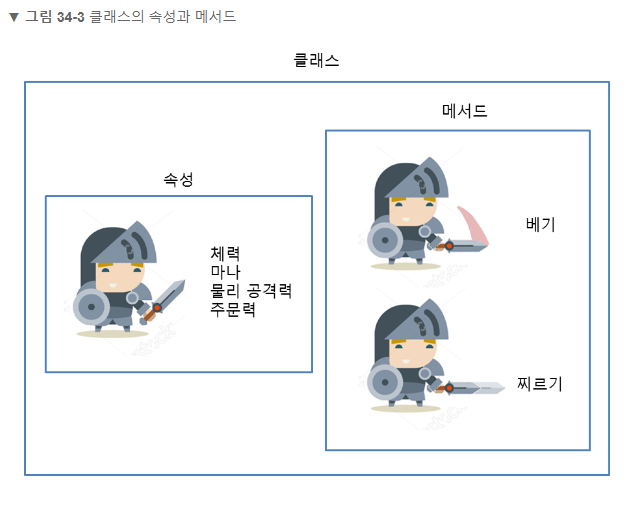 ▼ 그림 34-3 클래스의 속성과 메서드
클래스
메서드
속성
체력
마나
물리 공격력
주문력
베기
찌르기